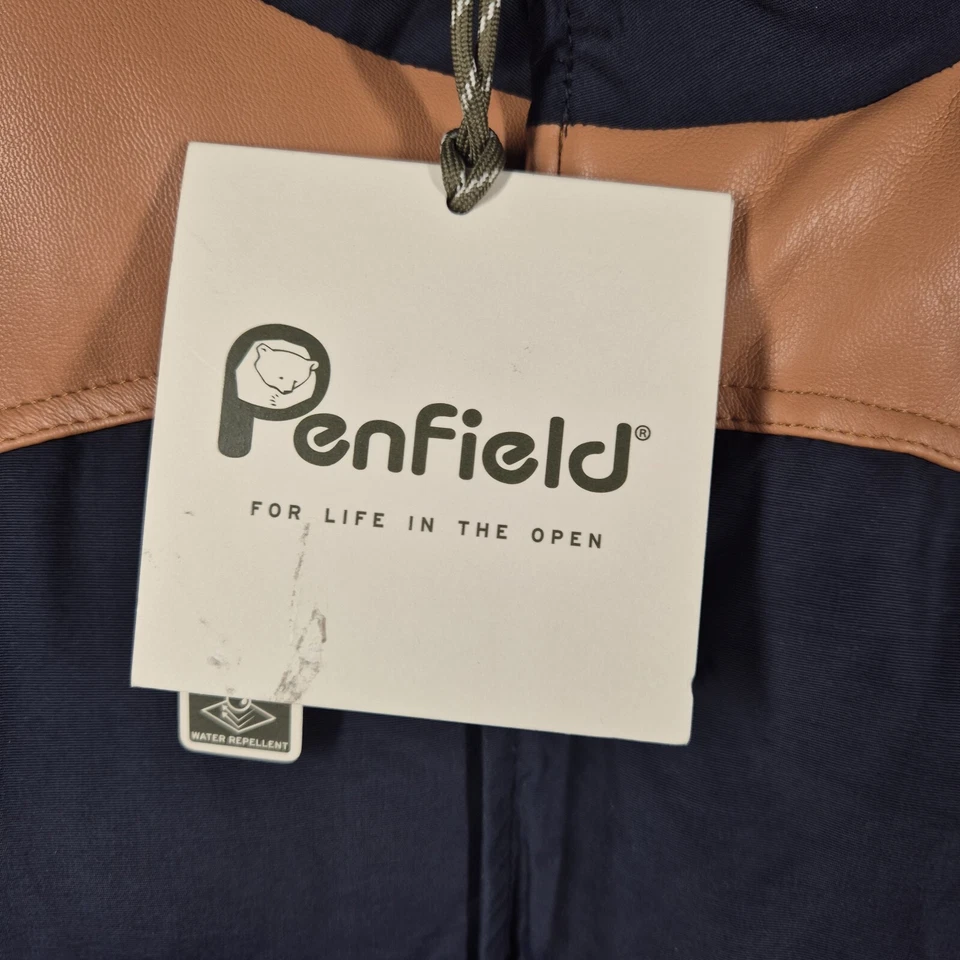 Penfield®
FOR LIFE IN THE OPEN
WATER REPELLENT